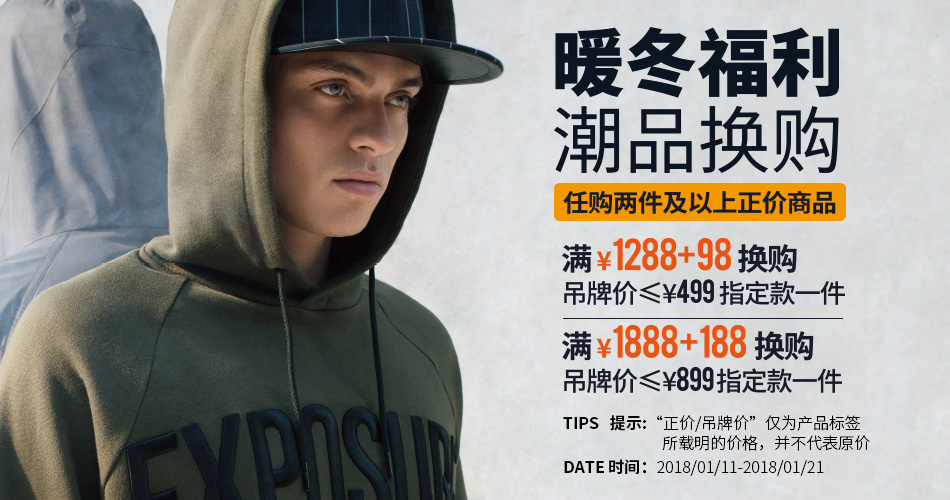 暖冬福利
潮品换购
任购两件及以上正价商品
满¥1288+98 换购
吊牌价≤¥499 指定款一件
满¥1888+188 换购
吊牌价≤¥899指定款一件
TIPS 提示:“正价/吊牌价”仅为产品标签
所载明的价格，并不代表原价
DATE 时间：2018/01/11-2018/01/21
EXPOSUR